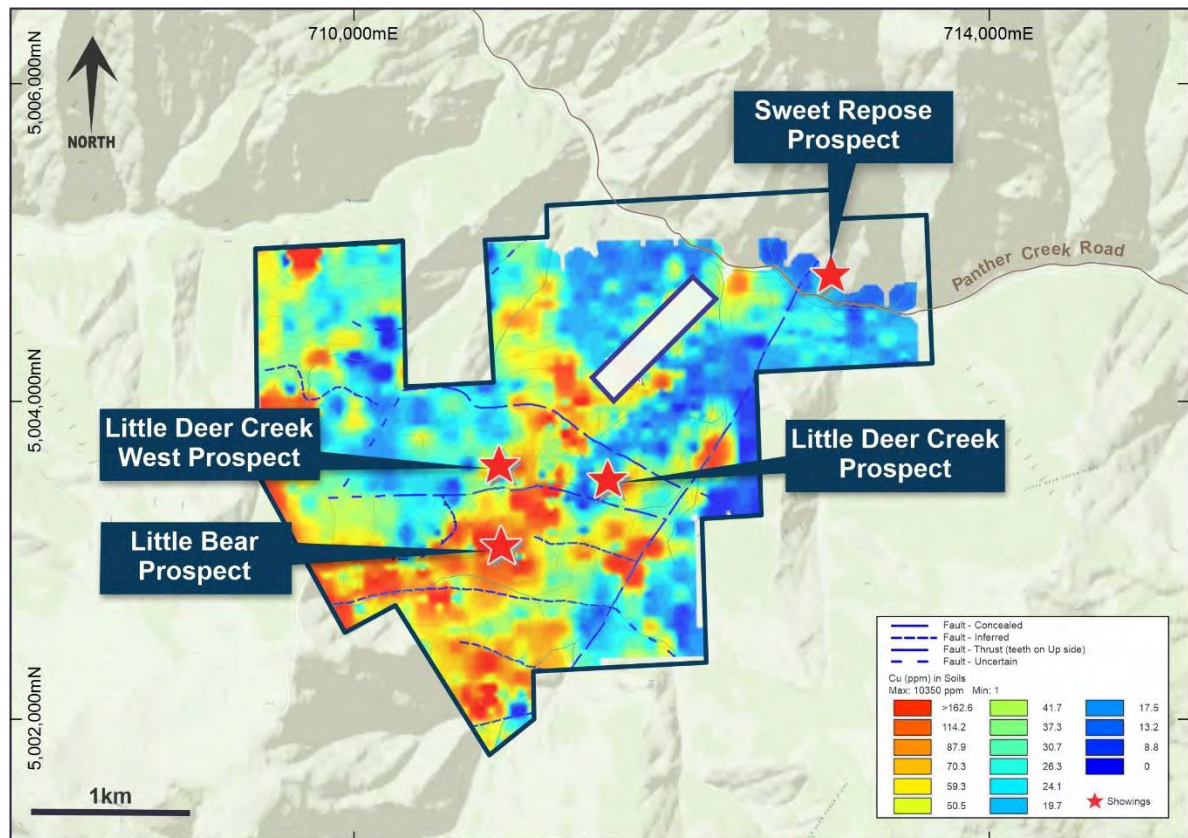 710,000mE
714,000mE
5,006,000mN
5,004,000mN
5,002,000mN
NORTH
Sweet Repose
Prospect
Panther Creek Road
Little Deer Creek
West Prospect
Little Deer Creek
Prospect
Little Bear
Prospect
1km
Fault - Concealed
Fault - Inferred
Fault - Thrust (teeth on Up side)
Fault - Uncertain
Cu (ppm) in Soils
Max: 10350 ppm Min: 1
>162.6
114.2
87.9
70.3
59.3
50.5
41.7
37.3
30.7
26.3
24.1
19.7
17.5
13.2
8.8
0
Showings